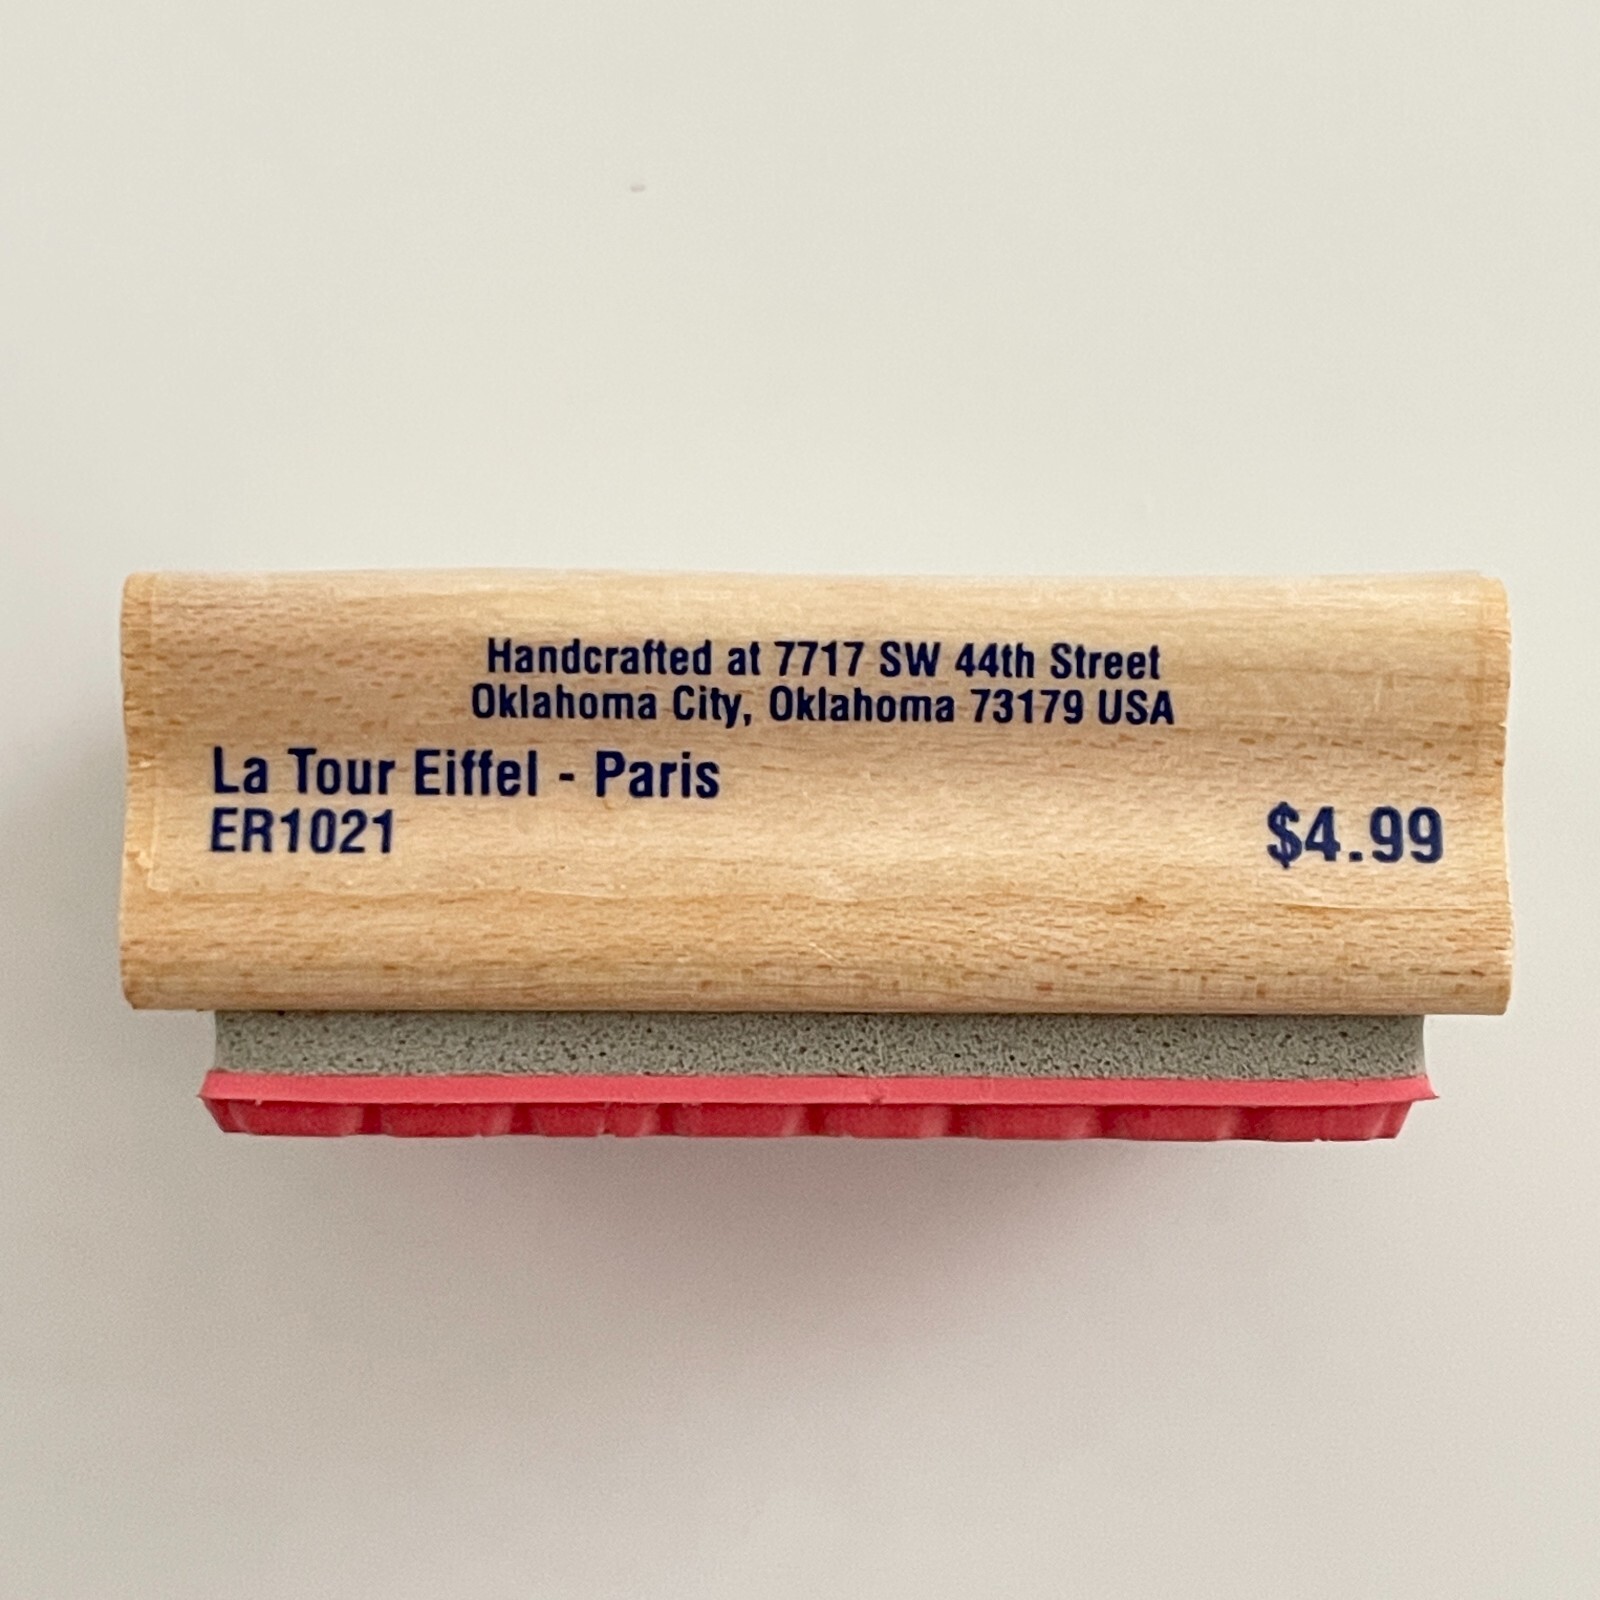 Handcrafted at 7717 SW 44th Street
Oklahoma City, Oklahoma 73179 USA
La Tour Eiffel - Paris
ER1021
$4.99